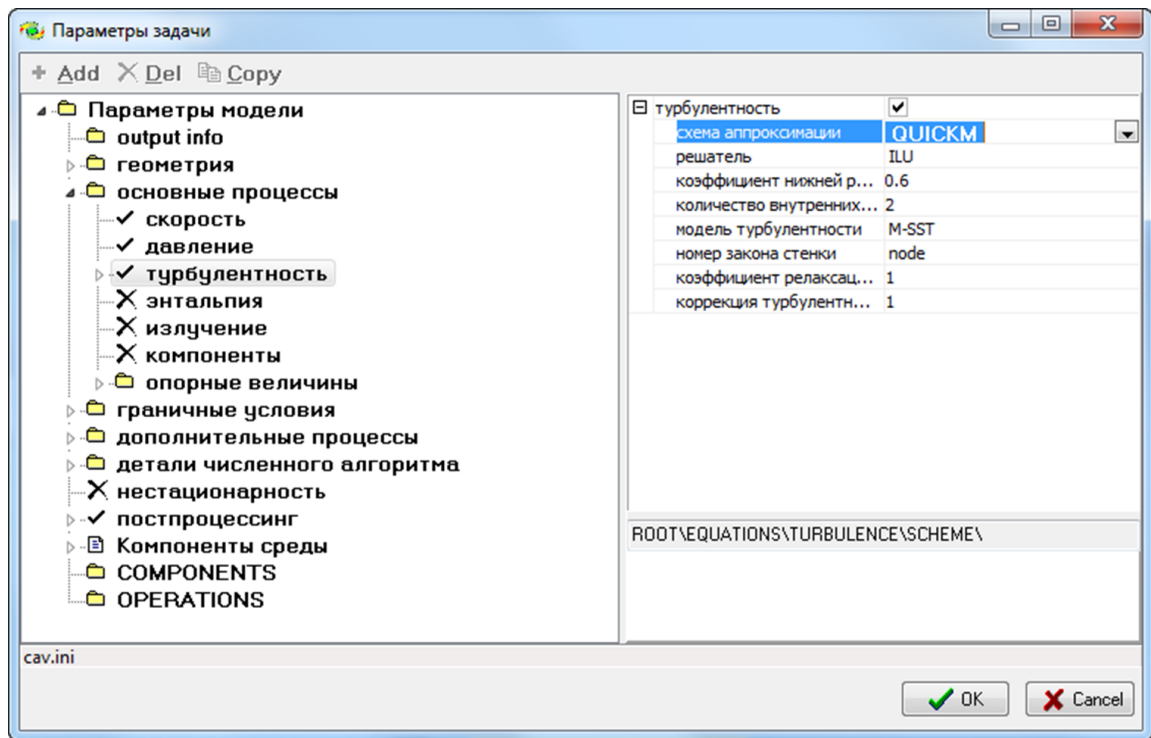 Параметры задачи
Add Del Copy
Параметры модели
output info
геометрия
основные процессы
скорость
давление
турбулентность
энтальпия
излучение
компоненты
опорные величины
граничные условия
дополнительные процессы
детали численного алгоритма
нестационарность
постпроцессинг
Компоненты среды
COMPONENTS
OPERATIONS
турбулентность
схема аппроксимации QUICKM
решатель ILU
коэффициент нижней р... 0.6
количество внутренних... 2
модель турбулентности M-SST
номер закона стенки node
коэффициент релаксац... 1
коррекция турбулентн... 1
ROOT\EQUATIONS\TURBULENCE\SCHEME\
cav.ini
OK Cancel